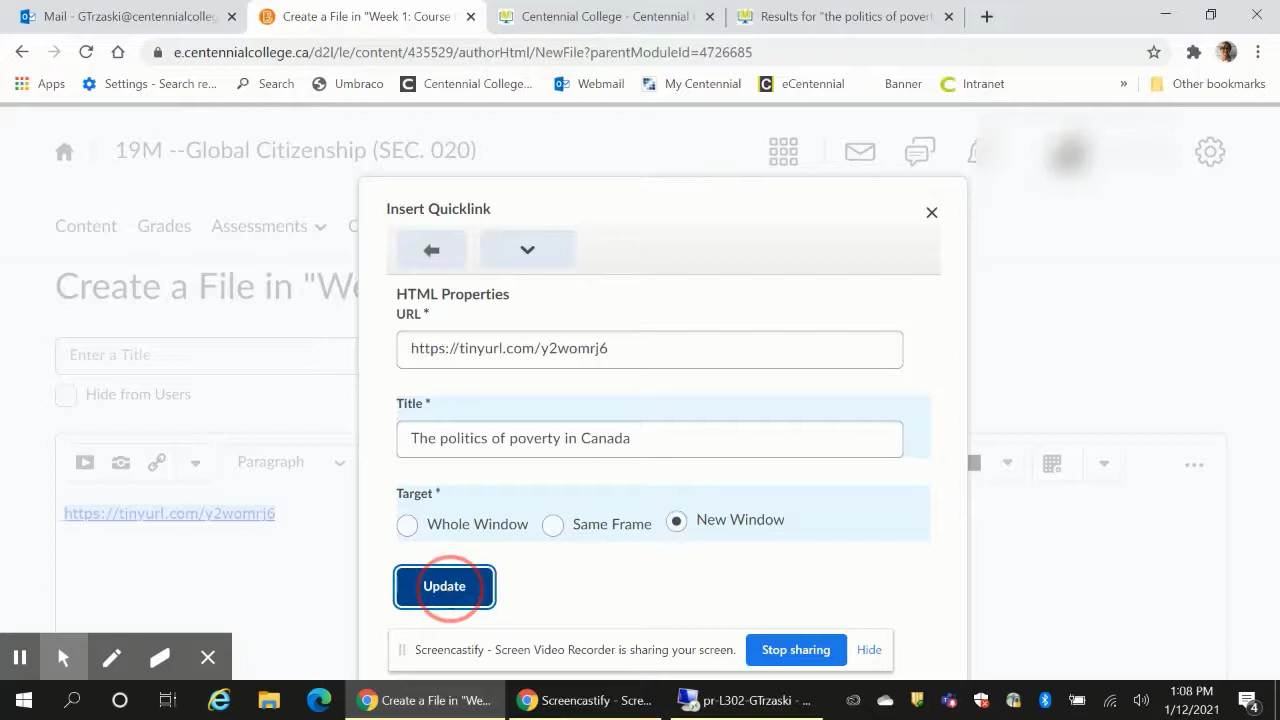 Mail - GTrzaski@centennialcolleg
Create a File in "Week 1: Course
Centennial College - Centennial
Results for "the politics of povert
e.centennialcollege.ca/d2l/le/content/435529/authorHtml/NewFile?parentModuleId=4726685
Apps
Settings - Search re...
Search
Umbraco
Centennial College...
Webmail
My Centennial
eCentennial
Banner
Intranet
»
Other bookmarks
19M --Global Citizenship (SEC. 020)
Content
Grades
Assessments
Create a File in "We
Enter a Title
Hide from Users
Paragraph
https://tinyurl.com/y2womrj6
Insert Quicklink
HTML Properties
URL *
https://tinyurl.com/y2womrj6
Title *
The politics of poverty in Canada
Target *
Whole Window
Same Frame
New Window
Update
Screencastify - Screen Video Recorder is sharing your screen.
Stop sharing
Hide
Create a File in "We...
Screencastify - Scre...
pr-L302-GTrzaski - ...
1:08 PM
1/12/2021
4